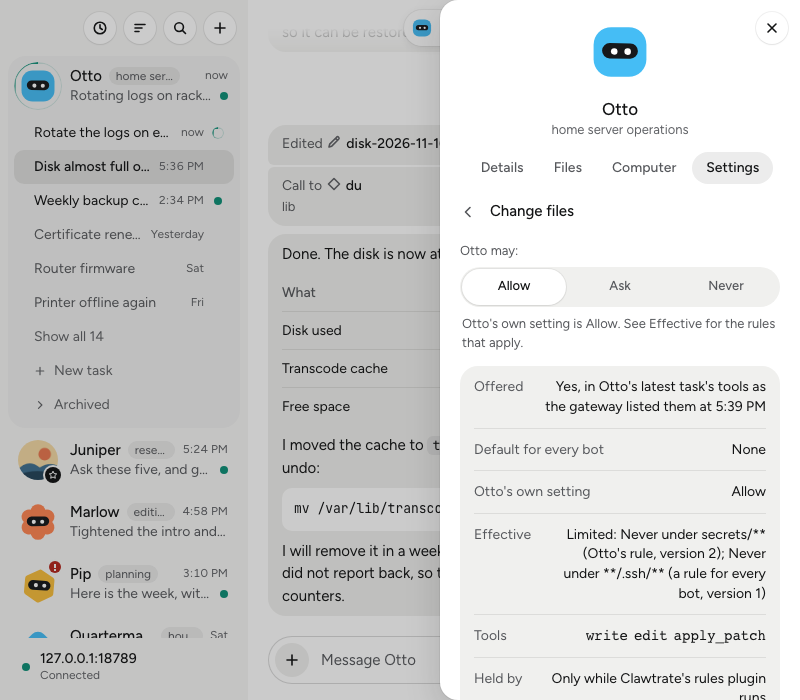 Otto home ser... now
Rotating logs on rack...
Rotate the logs on e... now
Disk almost full o... 5:36 PM
Weekly backup c... 2:34 PM
Certificate rene... Yesterday
Router firmware Sat
Printer offline again Fri
Show all 14
+ New task
Archived
Juniper rese... 5:24 PM
Ask these five, and g...
Marlow editi... 4:58 PM
Tightened the intro and...
Pip planning 3:10 PM
Here is the week, wit...
Quarterma hou... Sat
127.0.0.1:18789
Connected
so it can be restor
Edited disk-2026-11-1
Call to du
lib
Done. The disk is now at
What
Disk used
Transcode cache
Free space
I moved the cache to t
undo:
mv /var/lib/transco
I will remove it in a week
did not report back, so t
counters.
Message Otto
Otto
home server operations
Details Files Computer Settings
Change files
Otto may:
Allow Ask Never
Otto's own setting is Allow. See Effective for the rules
that apply.
Offered Yes, in Otto's latest task's tools as
the gateway listed them at 5:39 PM
Default for every bot None
Otto's own setting Allow
Effective Limited: Never under secrets/**
(Otto's rule, version 2); Never
under **/.ssh/** (a rule for every
bot, version 1)
Tools write edit apply_patch
Held by Only while Clawtrate's rules plugin
runs